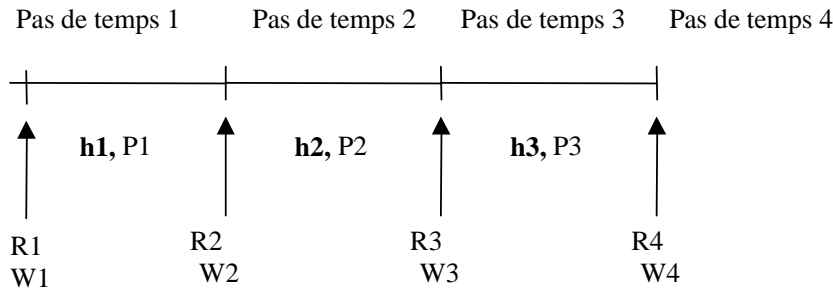 Pas de temps 1 Pas de temps 2 Pas de temps 3 Pas de temps 4
h1, P1 h2, P2 h3, P3
R1 R2 R3 R4
W1 W2 W3 W4